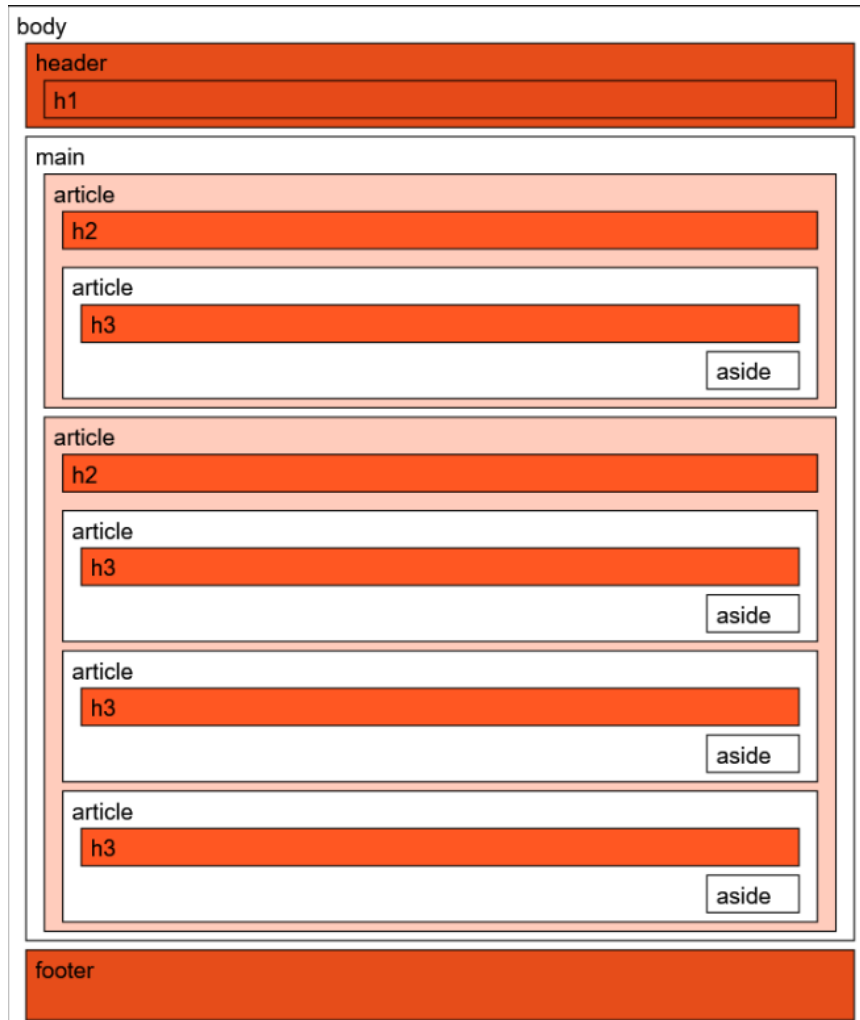 body
header
h1
main
article
h2
article
h3
aside
article
h2
article
h3
aside
article
h3
aside
article
h3
aside
footer